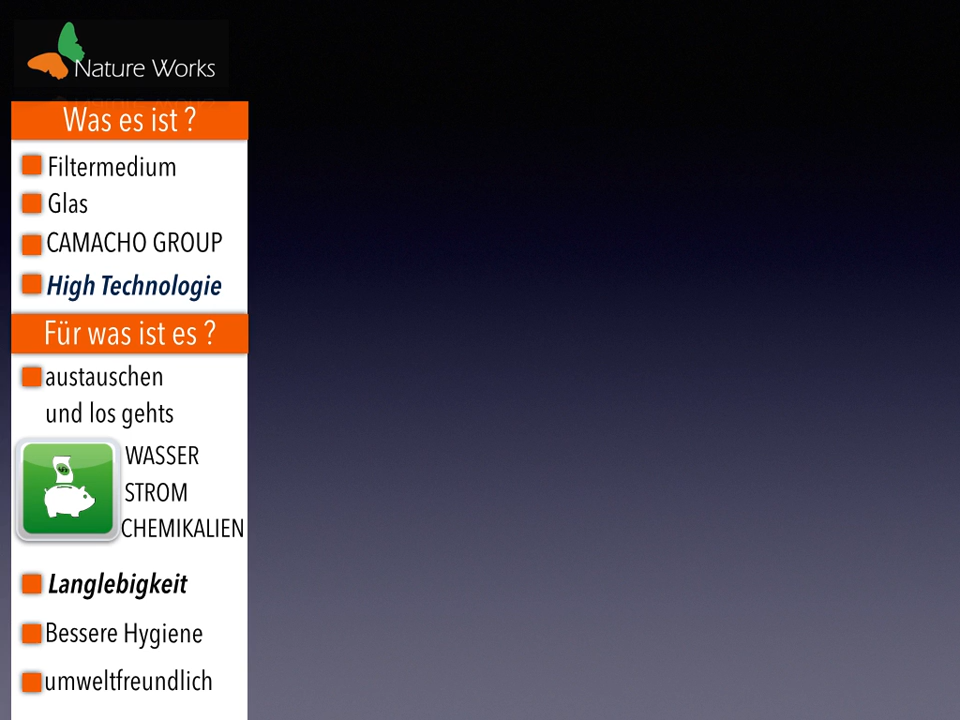 Nature Works
Was es ist ?
Filtermedium
Glas
CAMACHO GROUP
High Technologie
Für was ist es ?
austauschen
und los gehts
WASSER
STROM
CHEMIKALIEN
Langlebigkeit
Bessere Hygiene
umweltfreundlich